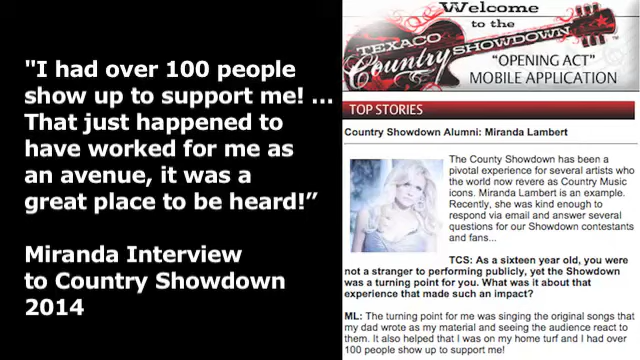 "I had over 100 people
show up to support me! ...
That just happened to
have worked for me as
an avenue, it was a
great place to be heard!”
Miranda Interview
to Country Showdown
2014
Welcome
to the
TEXACO
Country SHOWDOWN
“OPENING ACT”
MOBILE APPLICATION
TOP STORIES
Country Showdown Alumni: Miranda Lambert
The County Showdown has been a
pivotal experience for several artists who
the world now revere as Country Music
icons. Miranda Lambert is an example.
Recently, she was kind enough to
respond via email and answer several
questions for our Showdown contestants
and fans...
TCS: As a sixteen year old, you were
not a stranger to performing publicly, yet the Showdown
was a turning point for you. What was it about that
experience that made such an impact?
ML: The turning point for me was singing the original songs that
my dad wrote as my material and seeing the audience react to
them. It also helped that I was on my home turf and I had over
100 people show up to support me!